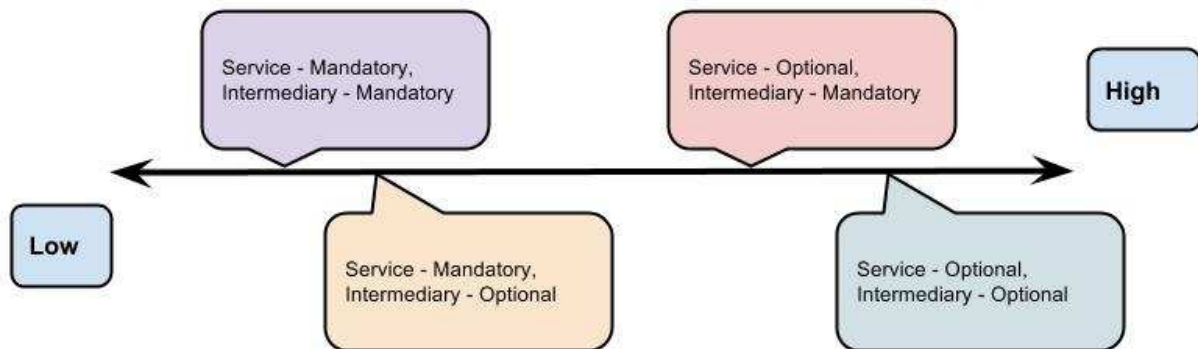 Service - Mandatory,
Intermediary - Mandatory
Service - Optional,
Intermediary - Mandatory
High
Low
Service - Mandatory,
Intermediary - Optional
Service - Optional,
Intermediary - Optional